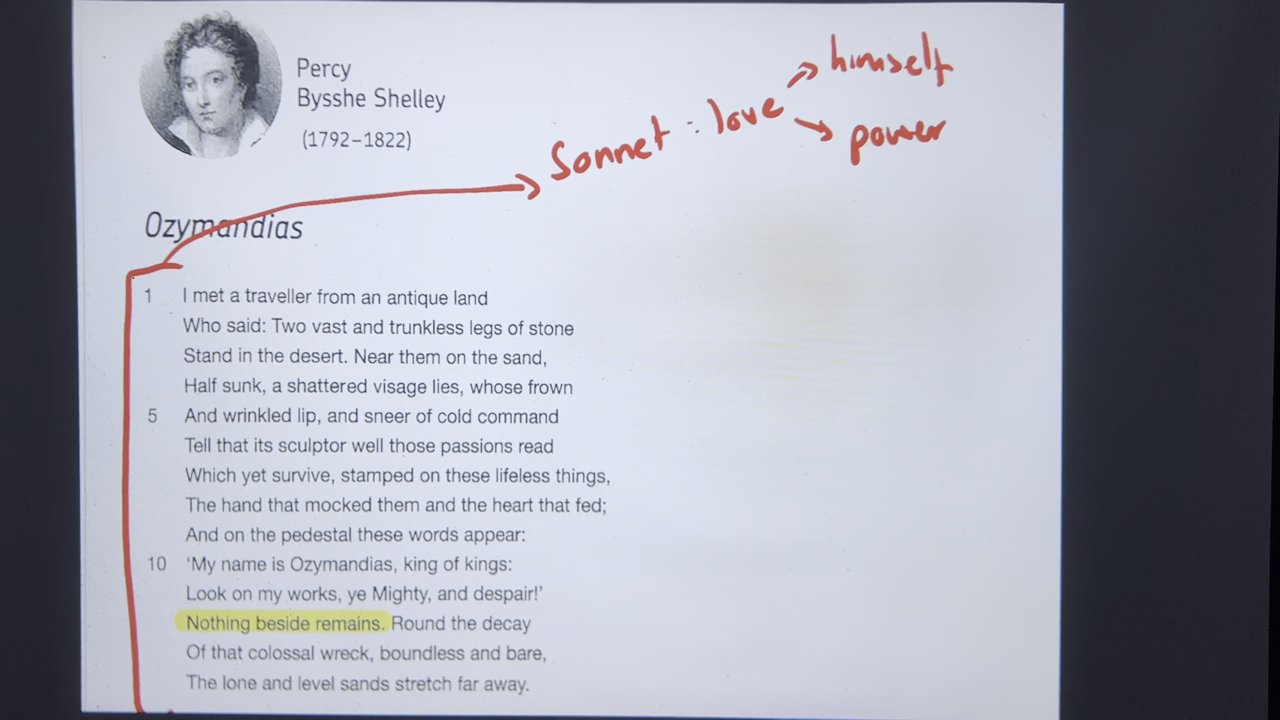 Percy
Bysshe Shelley
(1792–1822)
himself
Sonnet : love
power
Ozymandias
1 I met a traveller from an antique land
Who said: Two vast and trunkless legs of stone
Stand in the desert. Near them on the sand,
Half sunk, a shattered visage lies, whose frown
5 And wrinkled lip, and sneer of cold command
Tell that its sculptor well those passions read
Which yet survive, stamped on these lifeless things,
The hand that mocked them and the heart that fed;
And on the pedestal these words appear:
10 ‘My name is Ozymandias, king of kings:
Look on my works, ye Mighty, and despair!’
Nothing beside remains. Round the decay
Of that colossal wreck, boundless and bare,
The lone and level sands stretch far away.